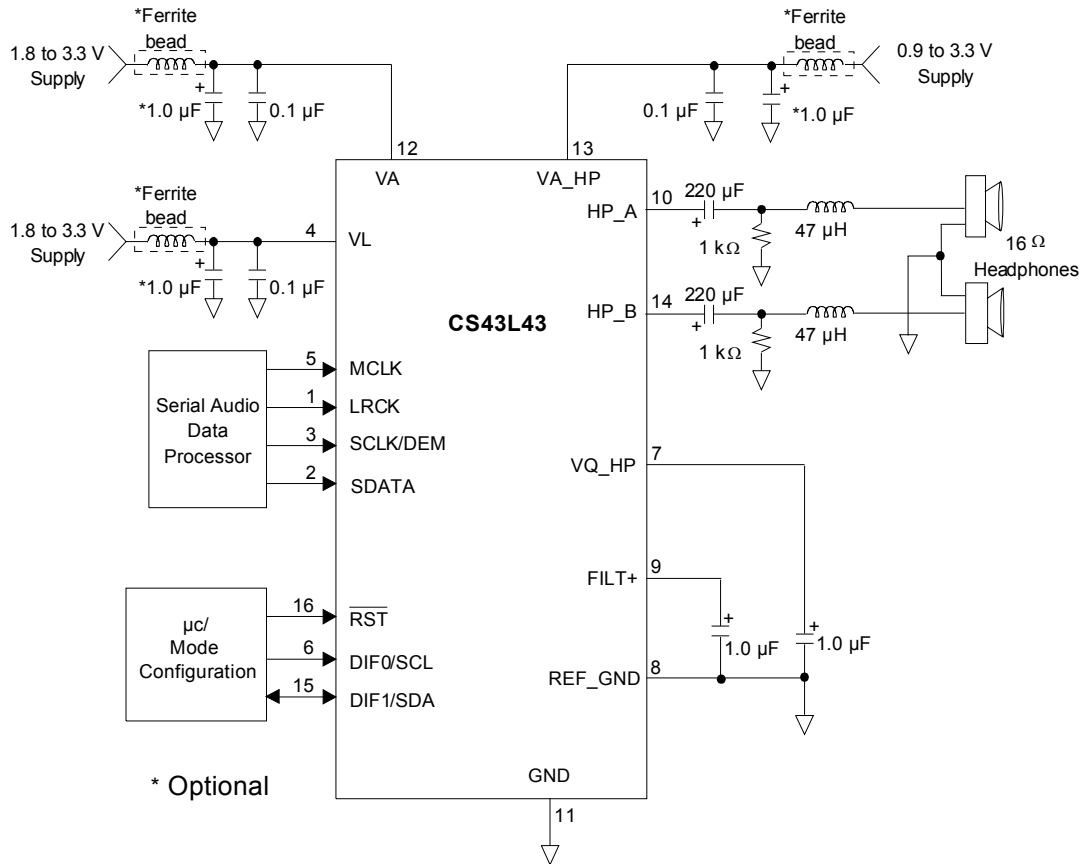 *Ferrite
bead
1.8 to 3.3 V
Supply
+
*1.0 µF
0.1 µF
*Ferrite
bead
0.9 to 3.3 V
Supply
0.1 µF
+
*1.0 µF
12
VA
13
VA_HP
*Ferrite
bead
1.8 to 3.3 V
Supply
+
*1.0 µF
0.1 µF
4
VL
HP_A
10
220 µF
+
1 kΩ
47 µH
16 Ω
Headphones
HP_B
14
220 µF
+
1 kΩ
47 µH
CS43L43
Serial Audio
Data
Processor
5
MCLK
1
LRCK
3
SCLK/DEM
2
SDATA
VQ_HP
7
FILT+
9
+
1.0 µF
+
1.0 µF
REF_GND
8
µc/
Mode
Configuration
16
RST
6
DIF0/SCL
15
DIF1/SDA
* Optional
GND
11